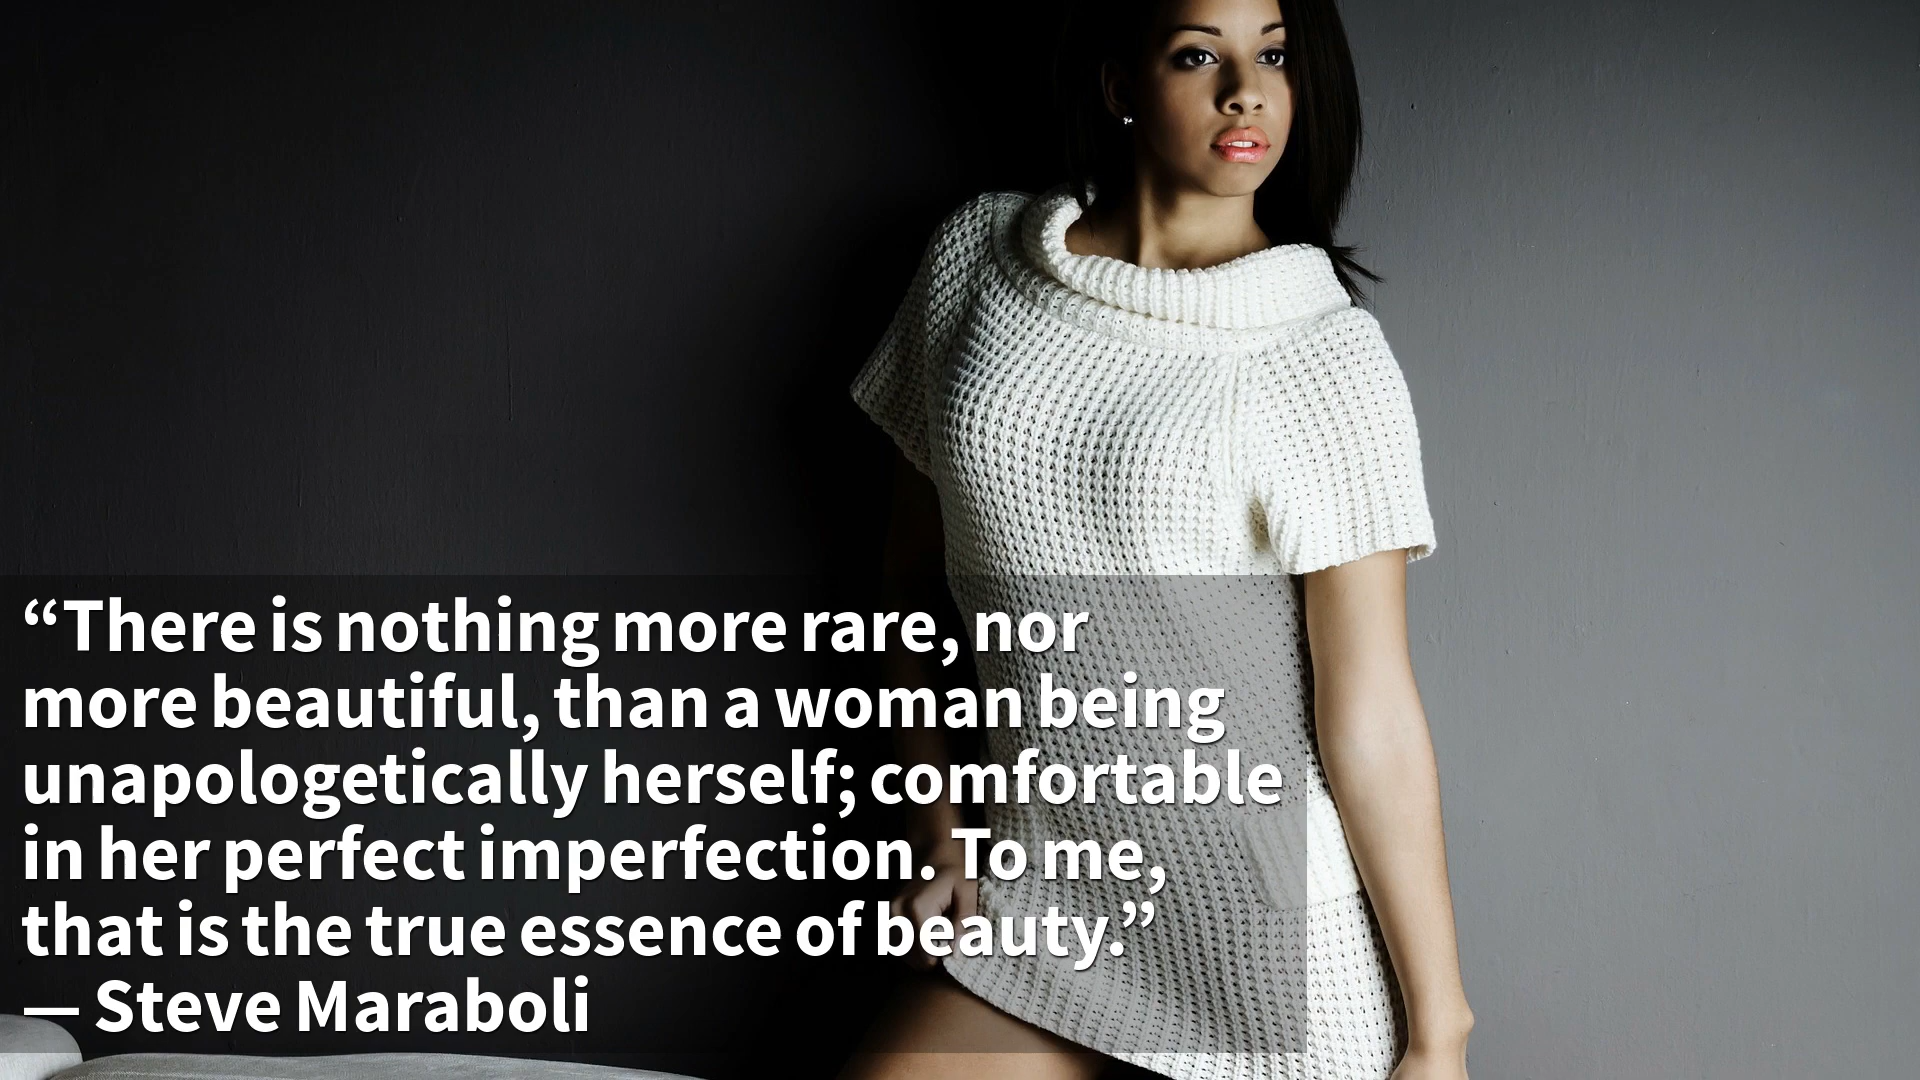 “There is nothing more rare, nor
more beautiful, than a woman being
unapologetically herself; comfortable
in her perfect imperfection. To me,
that is the true essence of beauty.”
— Steve Maraboli